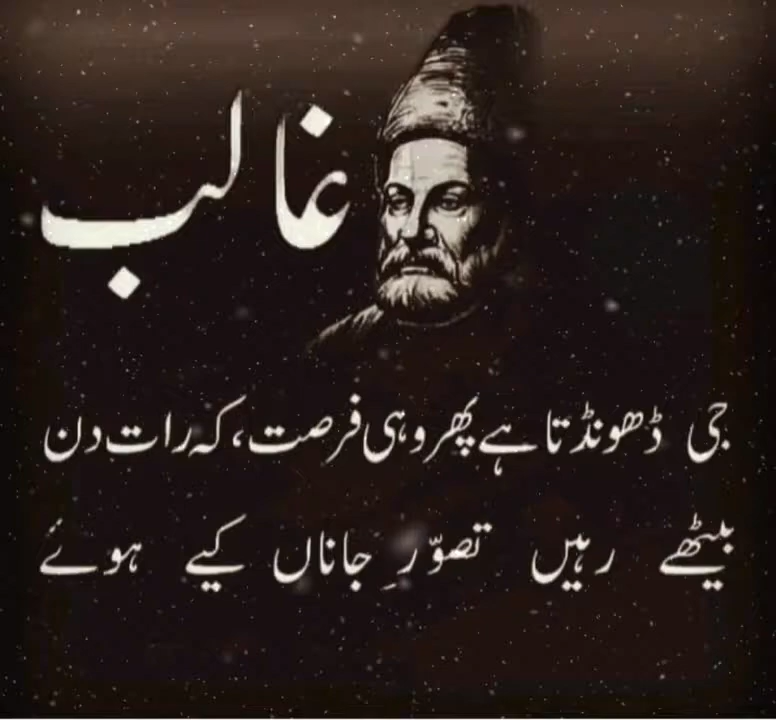 غالب
جی ڈھونڈتا ہے پھر وہی فرصت، کہ رات دن
بیٹھے رہیں تصوّرِ جاناں کیے ہوئے